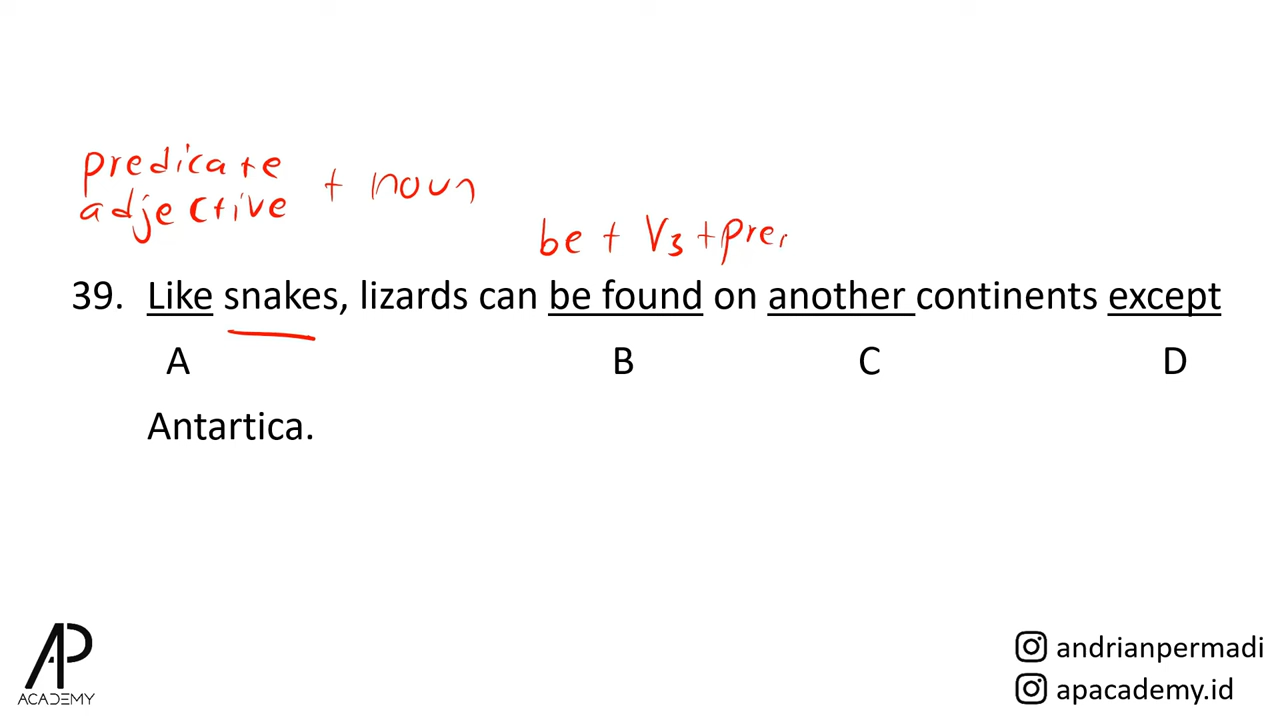 predicate
adjective + noun
be + V3 + pre
39. Like snakes, lizards can be found on another continents except
A B C D
Antartica.
AP
ACADEMY
andrianpermadi
apacademy.id